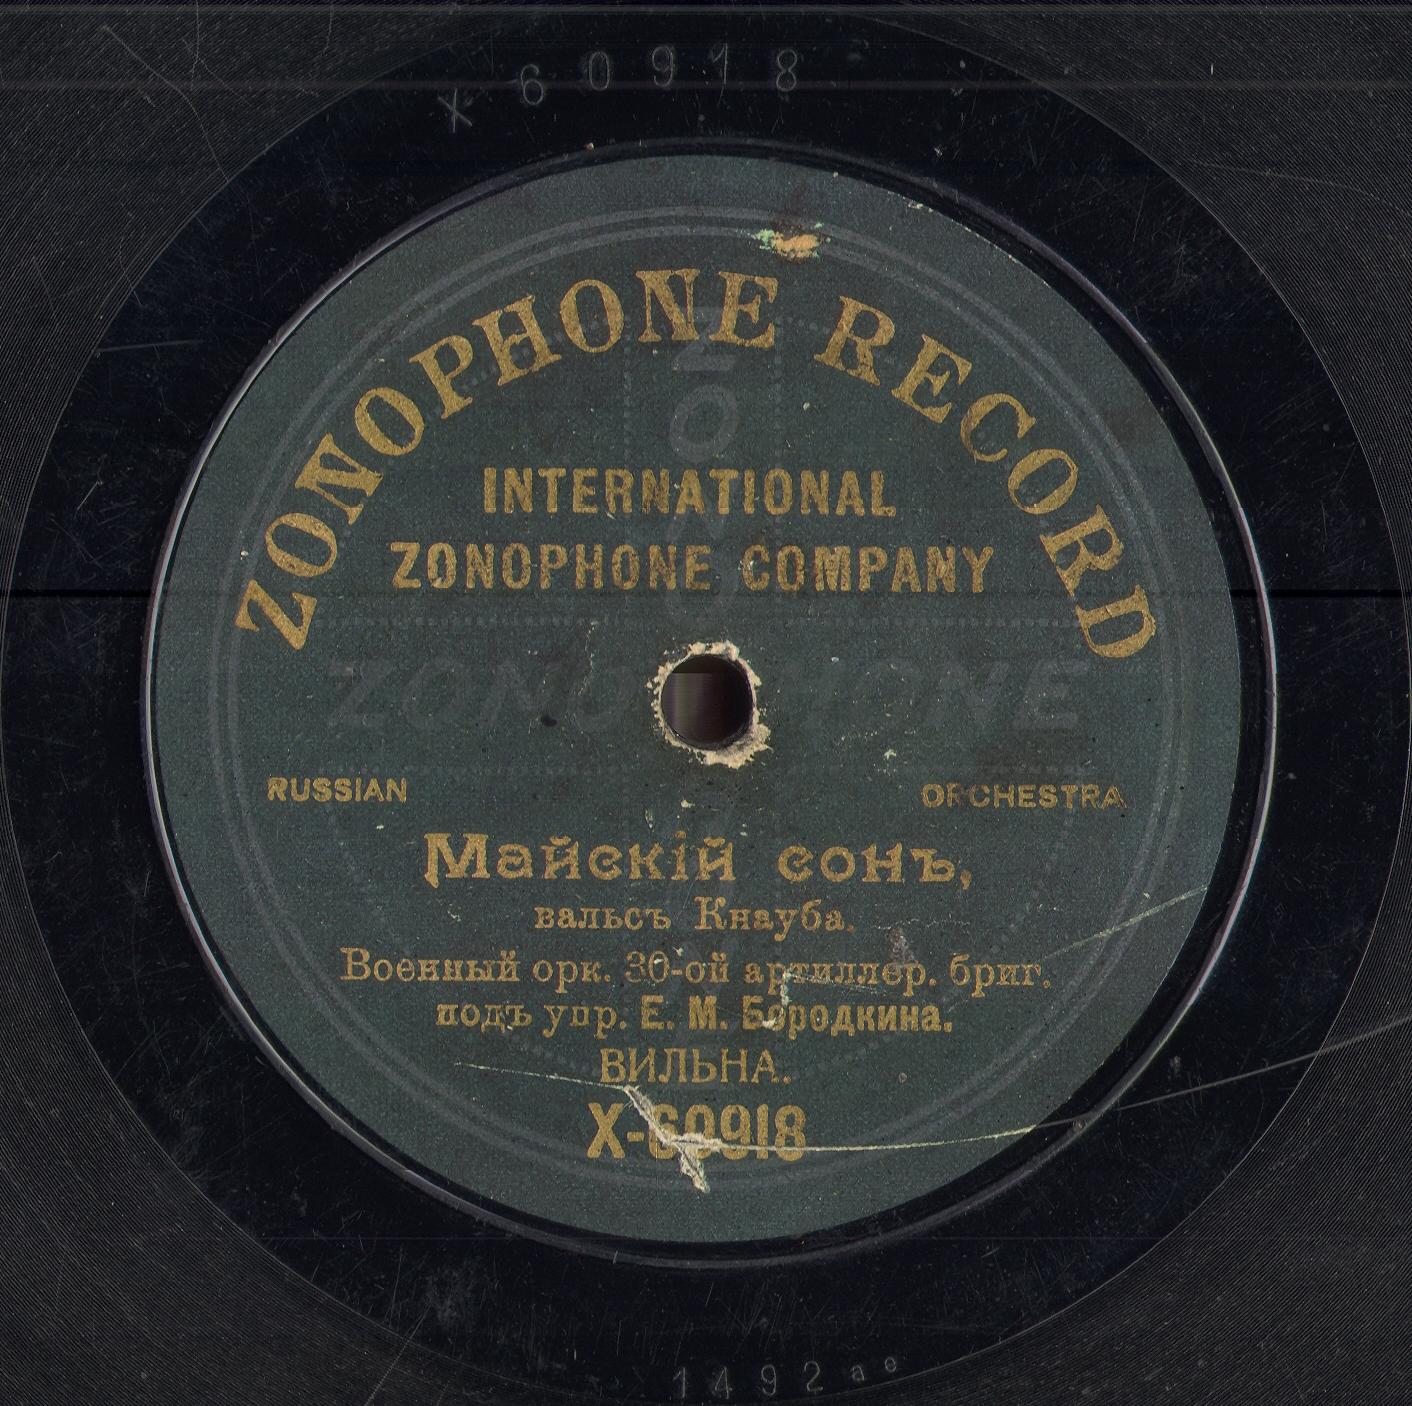 X 60918
ZONOPHONE RECORD
INTERNATIONAL
ZONOPHONE COMPANY
ZONOPHONE
RUSSIAN ORCHESTRA
Майскій сонъ,
вальсъ Кнауба.
Военный орк. 30-ой артиллер. бриг.
подъ упр. Е. М. Бородкина.
ВИЛЬНА.
X-60918
1492ae